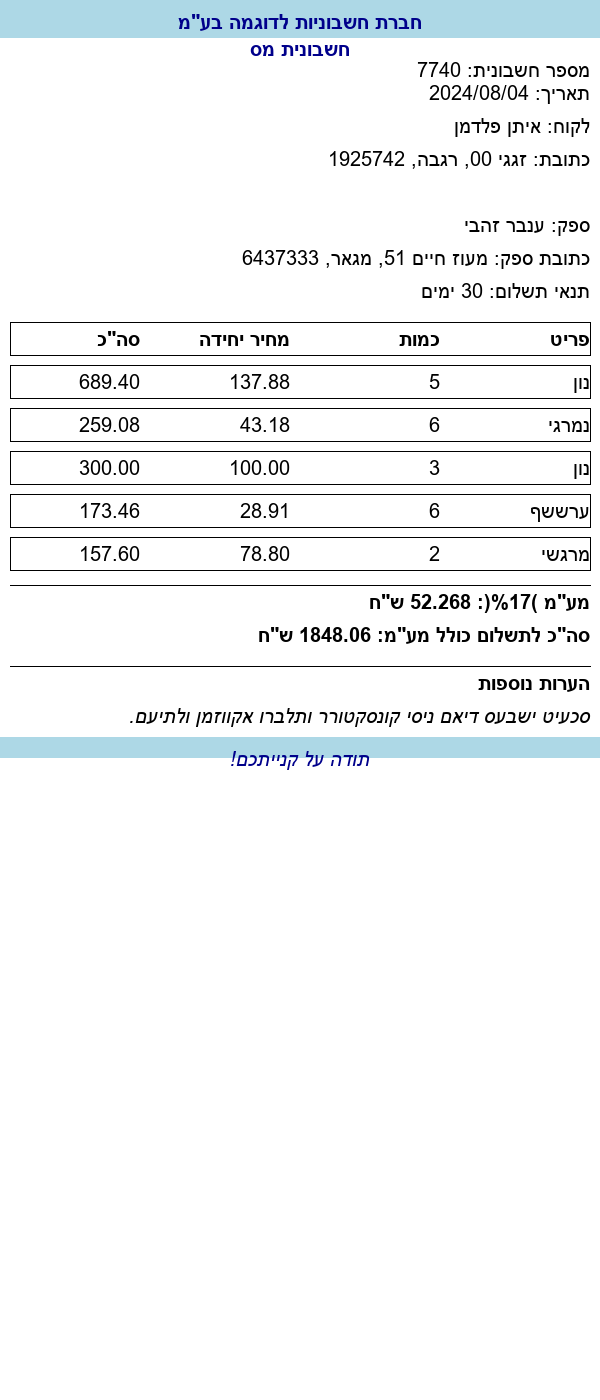 חברת חשבוניות לדוגמה בע"מ
חשבונית מס
מספר חשבונית: 7740
תאריך: 2024/08/04
לקוח: איתן פלדמן
כתובת: זגגי 00, רגבה, 1925742
ספק: ענבר זהבי
כתובת ספק: מעוז חיים 51, מגאר, 6437333
תנאי תשלום: 30 ימים
פריט כמות מחיר יחידה סה"כ
נון 5 137.88 689.40
נמרגי 6 43.18 259.08
נון 3 100.00 300.00
ערששף 6 28.91 173.46
מרגשי 2 78.80 157.60
מע"מ )17%(: 52.268 ש"ח
סה"כ לתשלום כולל מע"מ: 1848.06 ש"ח
הערות נוספות
סכעיט ישבעס דיאם ניסי קונסקטורר ותלברו אקווזמן ולתיעם.
תודה על קנייתכם!